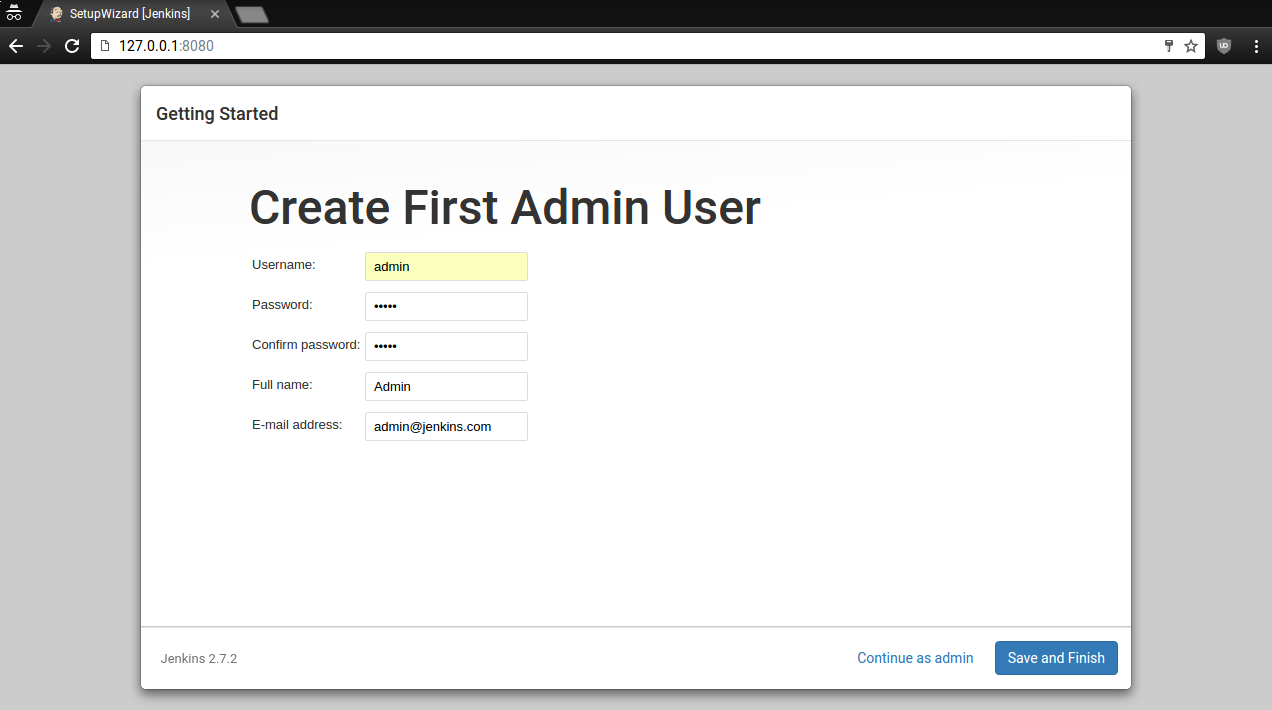 SetupWizard [Jenkins]
127.0.0.1:8080
Getting Started
Create First Admin User
Username: admin
Password: •••••
Confirm password: •••••
Full name: Admin
E-mail address: admin@jenkins.com
Jenkins 2.7.2 Continue as admin Save and Finish